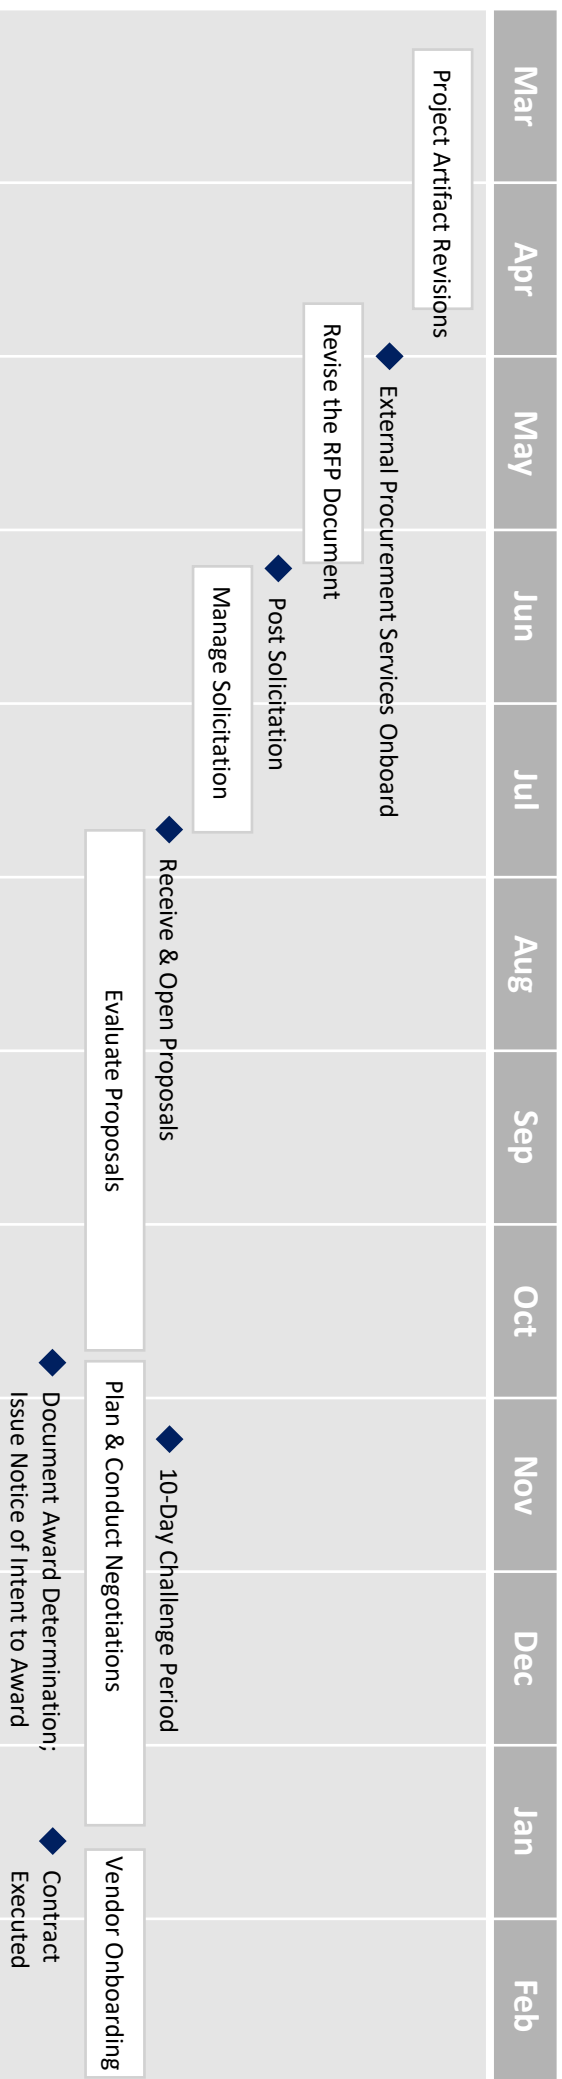 Mar
Apr
May
Jun
Jul
Aug
Sep
Oct
Nov
Dec
Jan
Feb
Project Artifact Revisions
External Procurement Services Onboard
Revise the RFP Document
Post Solicitation
Manage Solicitation
Receive & Open Proposals
10-Day Challenge Period
Evaluate Proposals
Plan & Conduct Negotiations
Vendor Onboarding
Document Award Determination;
Issue Notice of Intent to Award
Contract
Executed